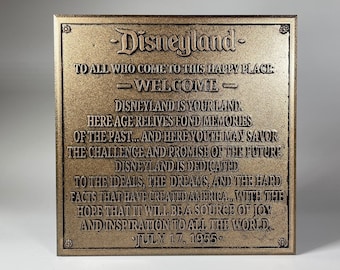 - Disneyland -
TO ALL WHO COME TO THIS HAPPY PLACE:
- WELCOME -
DISNEYLAND IS YOUR LAND.
HERE AGE RELIVES FOND MEMORIES
OF THE PAST... AND HERE YOUTH MAY SAVOR
THE CHALLENGE AND PROMISE OF THE FUTURE.
DISNEYLAND IS DEDICATED
TO THE IDEALS, THE DREAMS, AND THE HARD
FACTS THAT HAVE CREATED AMERICA... WITH THE
HOPE THAT IT WILL BE A SOURCE OF JOY
AND INSPIRATION TO ALL THE WORLD.
- JULY 17, 1955 -